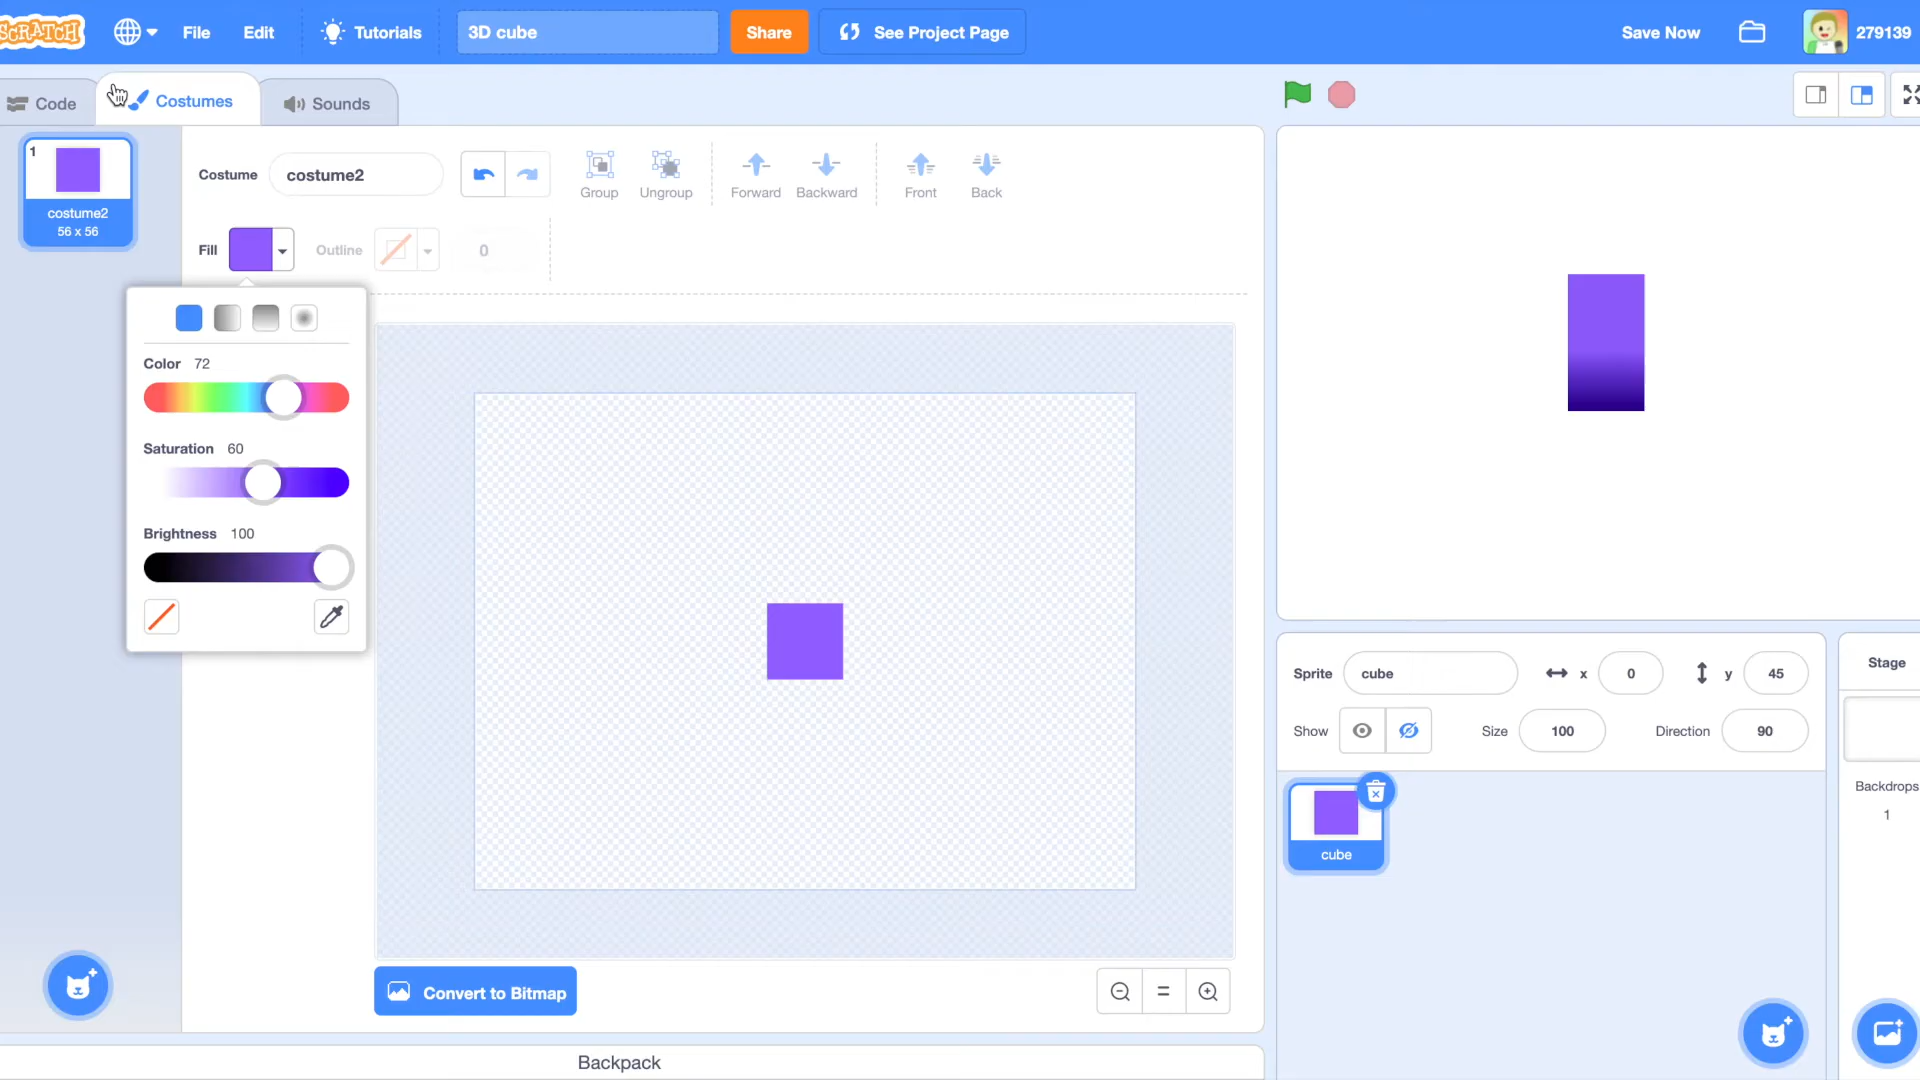 SCRATCH
File
Edit
Tutorials
3D cube
Share
See Project Page
Save Now
279139
Code
Costumes
Sounds
1
costume2
56 x 56
Costume
costume2
Group
Ungroup
Forward
Backward
Front
Back
Fill
Outline
0
Color 72
Saturation 60
Brightness 100
Convert to Bitmap
Backpack
Sprite
cube
x
0
y
45
Show
Size
100
Direction
90
cube
Stage
Backdrops
1